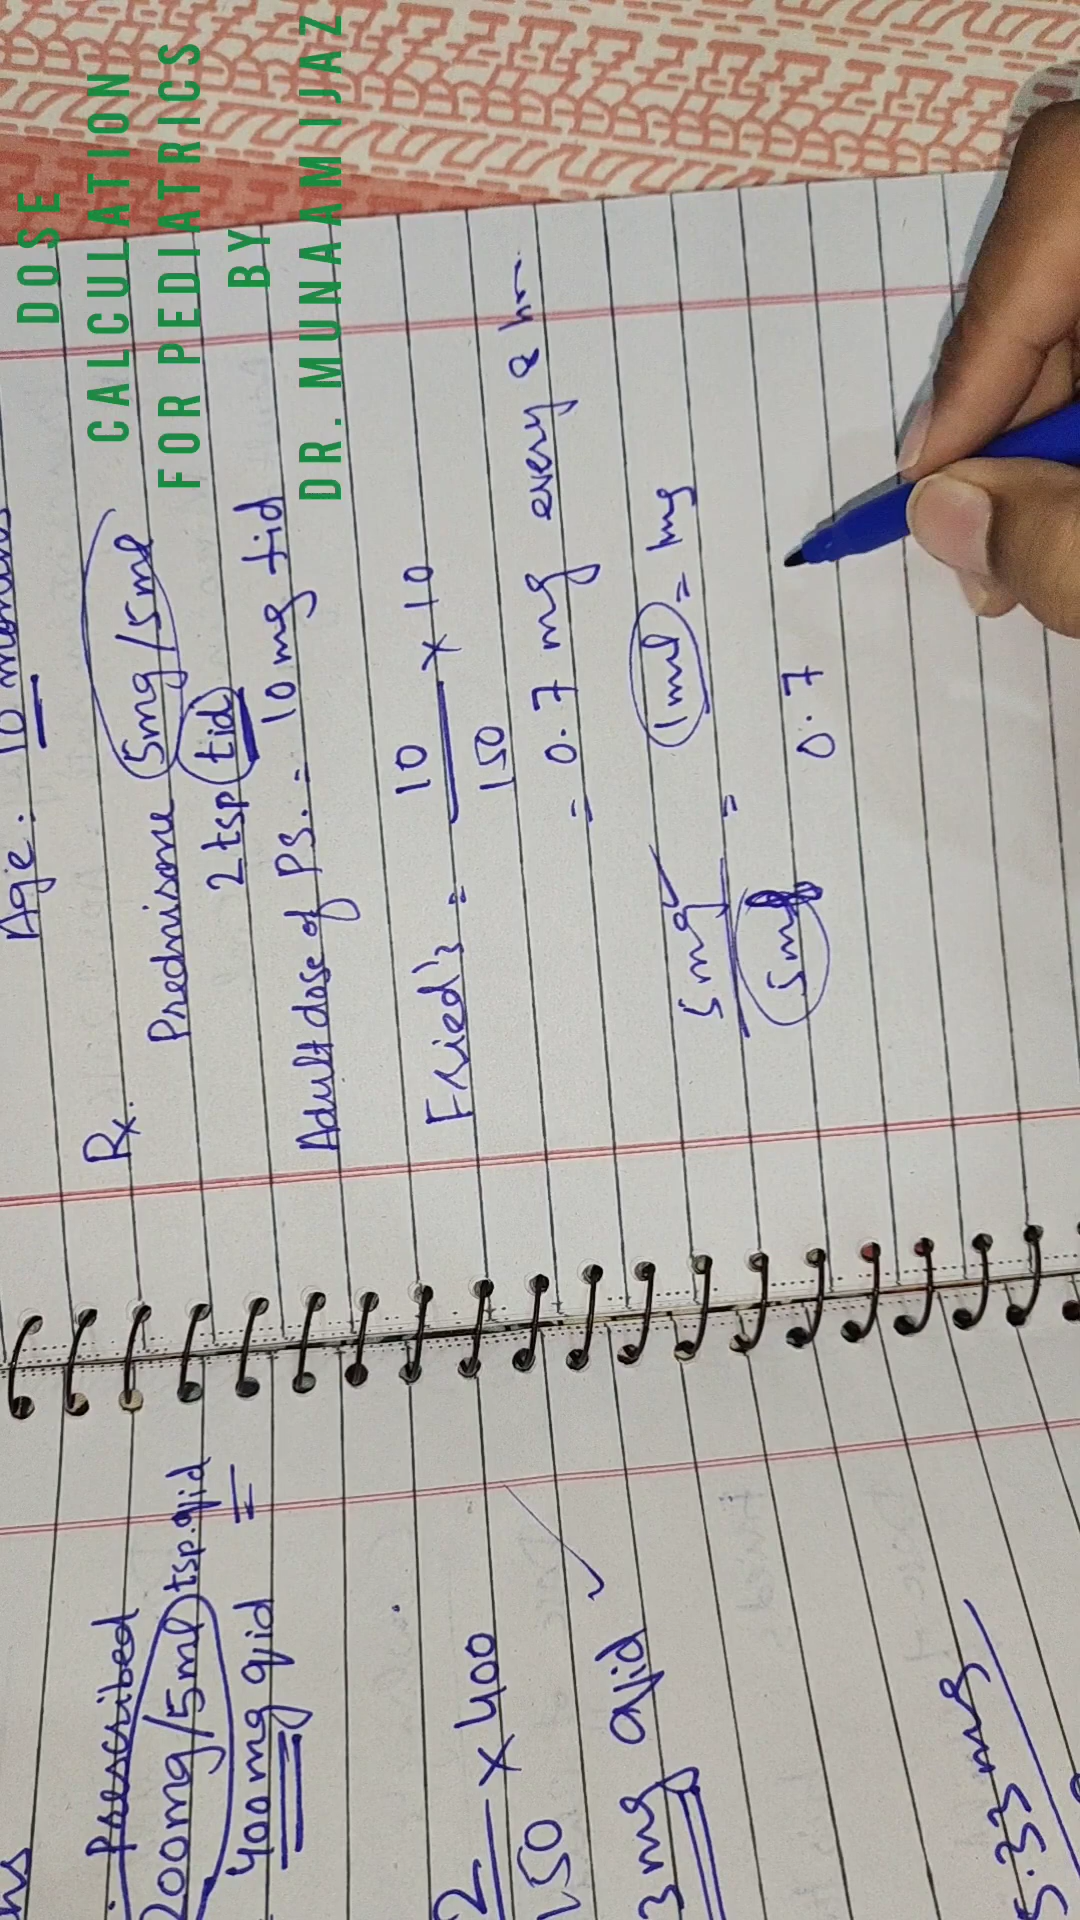 DOSE
CALCULATION
FOR PEDIATRICS
BY
DR. MUNAAM IJAZ
Age: 10 months
Rx.
Prednisone 5mg/5ml
2 tsp tid
Adult dose of PS. = 10 mg tid
Fried's = 10/150 × 10
= 0.7 mg every 8 hr.
5mg/5ml = 1ml = 1mg
0.7
Prescribed
200mg/5ml tsp. qid
400mg qid
× 400
150
3 mg qid
5.33 mg